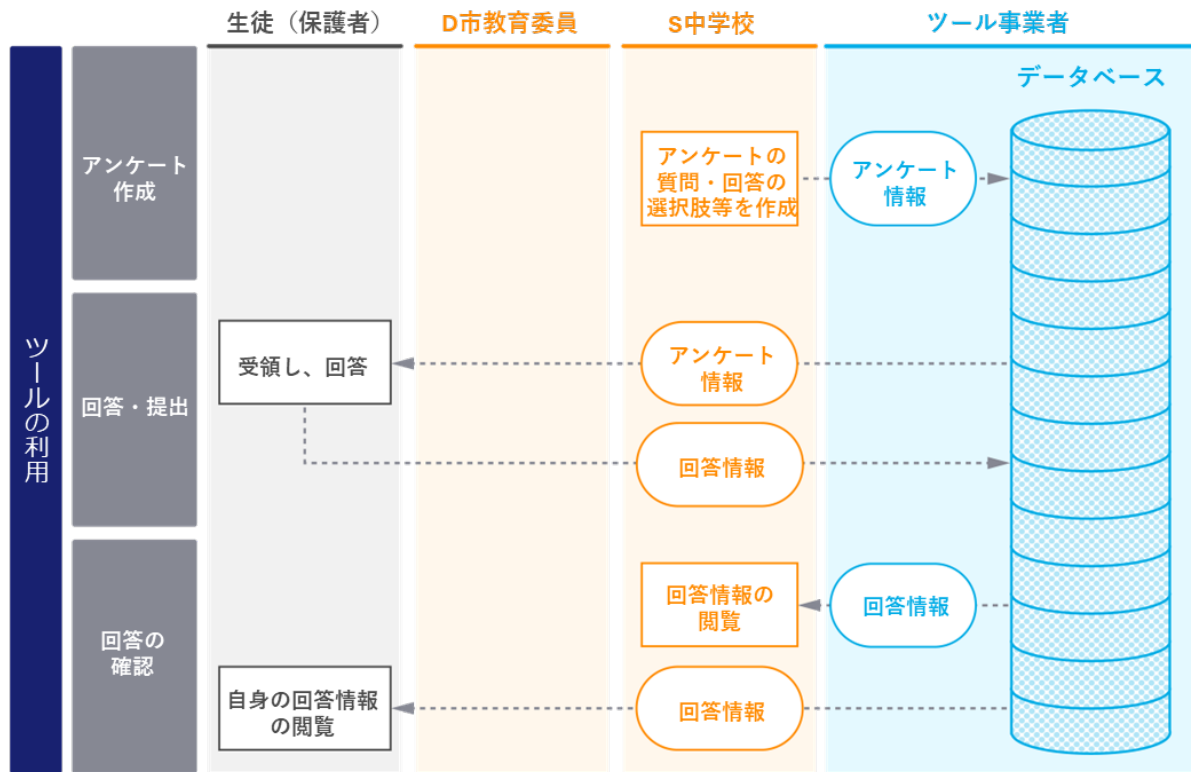 生徒（保護者）
D市教育委員
S中学校
ツール事業者
データベース
ツールの利用
アンケート
作成
アンケートの
質問・回答の
選択肢等を作成
アンケート
情報
回答・提出
受領し、回答
アンケート
情報
回答情報
回答の
確認
回答情報の
閲覧
回答情報
自身の回答情報
の閲覧
回答情報